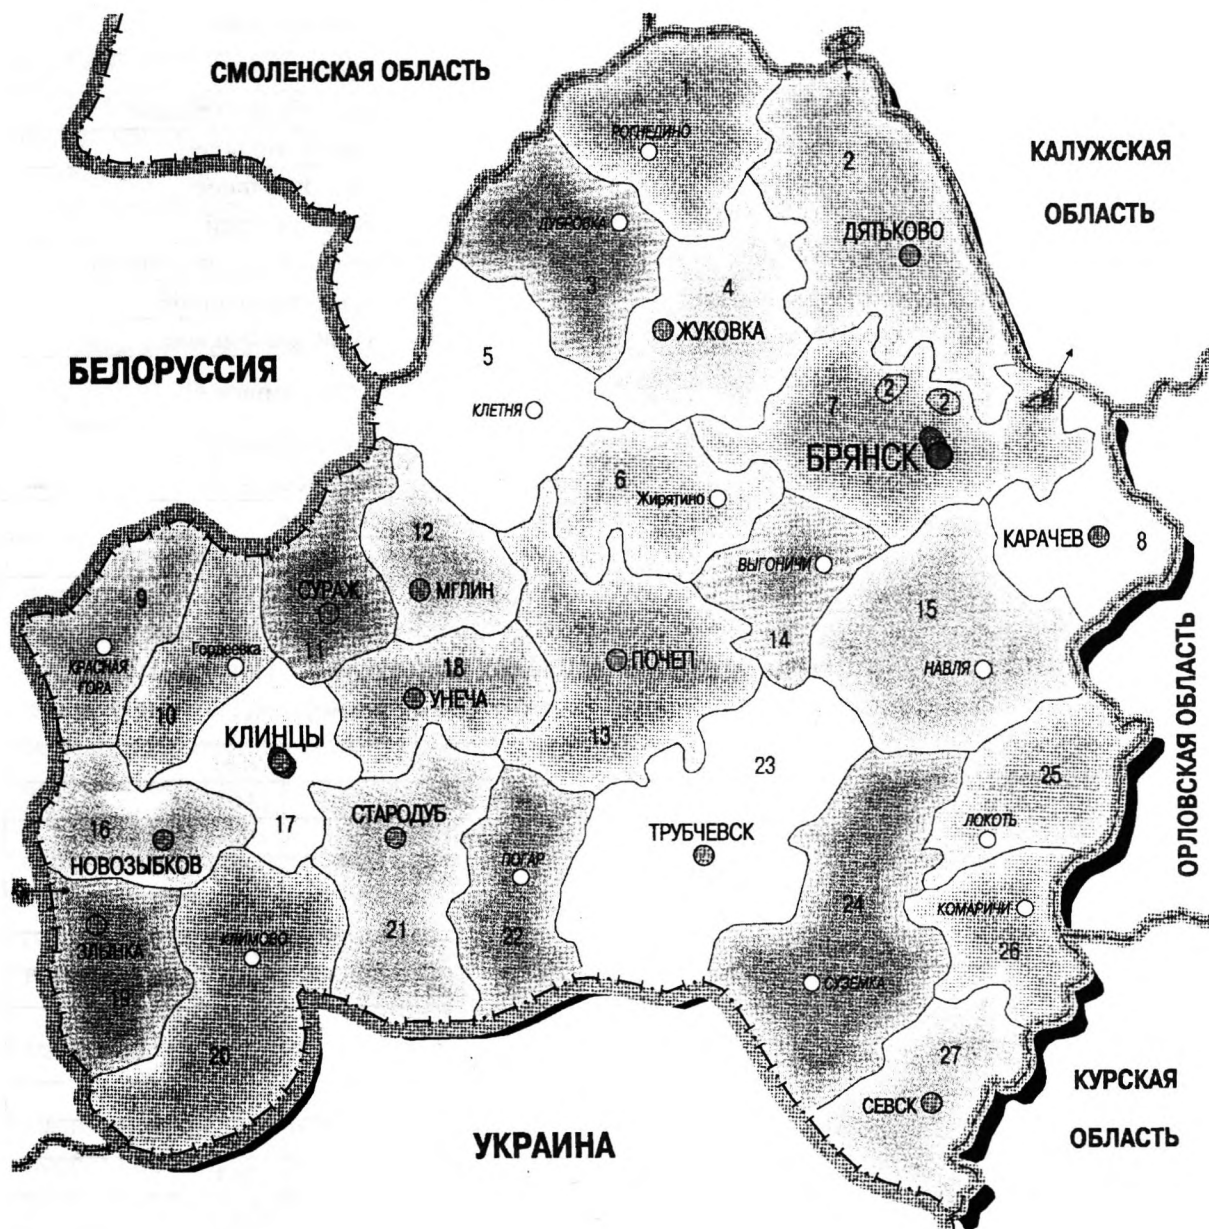 СМОЛЕНСКАЯ ОБЛАСТЬ
1
РОГНЕДИНО
2
КАЛУЖСКАЯ
ОБЛАСТЬ
ДУБРОВКА
ДЯТЬКОВО
3
4
ЖУКОВКА
5
БЕЛОРУССИЯ
КЛЕТНЯ
7
2
2
БРЯНСК
6
Жирятино
12
КАРАЧЕВ
8
ВЫГОНИЧИ
СУРАЖ
МГЛИН
9
15
КРАСНАЯ
ГОРА
Гордеевка
11
18
ПОЧЕП
14
НАВЛЯ
УНЕЧА
10
КЛИНЦЫ
13
23
25
ОРЛОВСКАЯ ОБЛАСТЬ
16
17
СТАРОДУБ
ЛОКОТЬ
НОВОЗЫБКОВ
ПОГАР
ТРУБЧЕВСК
24
КОМАРИЧИ
ЗЛЫНКА
КЛИМОВО
21
22
26
19
СУЗЕМКА
20
27
КУРСКАЯ
ОБЛАСТЬ
СЕВСК
УКРАИНА